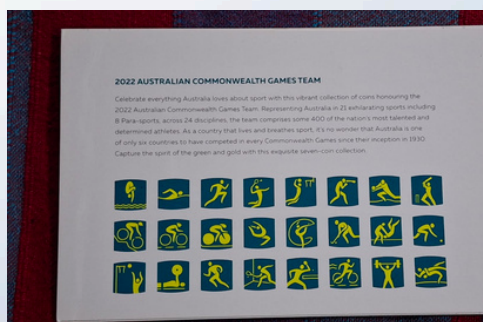 2022 AUSTRALIAN COMMONWEALTH GAMES TEAM
Celebrate everything Australia loves about sport with this vibrant collection of coins honouring the
2022 Australian Commonwealth Games Team. Representing Australia in 21 exhilarating sports including
8 Para-sports, across 24 disciplines, the team comprises some 400 of the nation's most talented and
determined athletes. As a country that lives and breathes sport, it's no wonder that Australia is one
of only six countries to have competed in every Commonwealth Games since their inception in 1930.
Capture the spirit of the green and gold with this exquisite seven-coin collection.